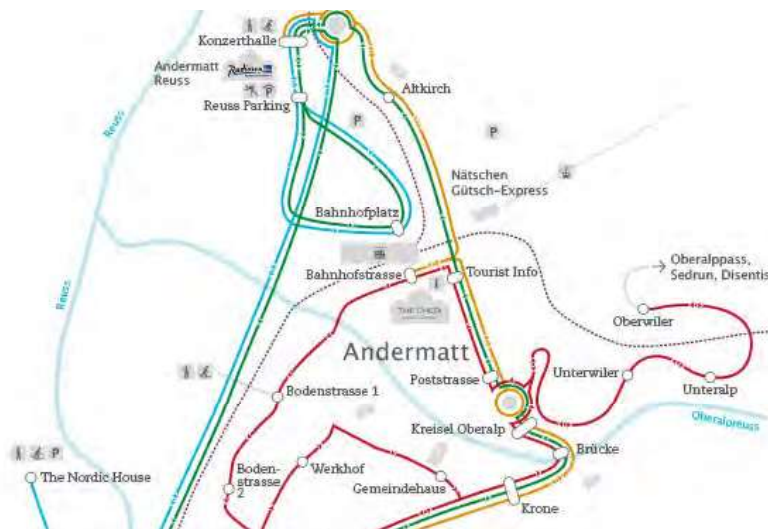 Konzerthalle
Andermatt
Reuss
Radisson
Reuss Parking
P
Altkirch
P
P
Reuss
Nätschen
Gütsch-Express
Bahnhofplatz
Bahnhofstrasse
Tourist Info
i
THE CHEDI
Oberalppass,
Sedrun, Disentis
Oberwiler
Andermatt
Reuss
Poststrasse
Unterwiler
Unteralp
Bodenstrasse 1
Oberalpreuss
Kreisel Oberalp
Brücke
P
The Nordic House
Boden-
strasse
2
Werkhof
Gemeindehaus
Krone